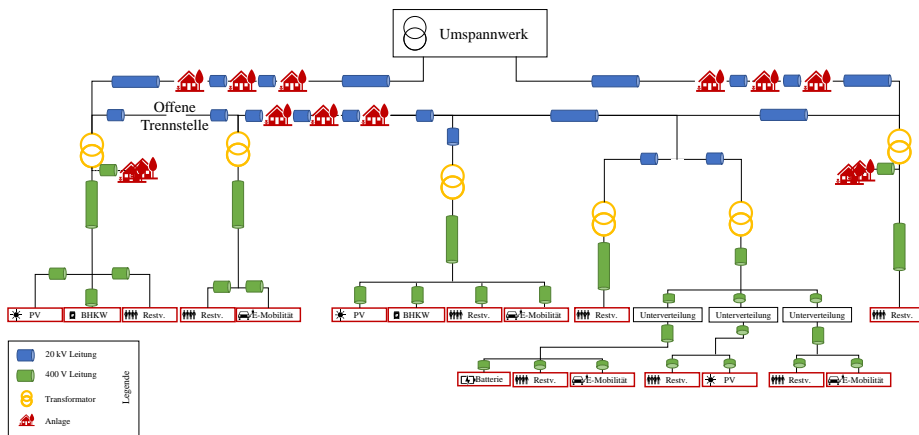 Umspannwerk
Offene
Trennstelle
PV
BHKW
Restv.
Restv.
E-Mobilität
PV
BHKW
Restv.
E-Mobilität
Restv.
Unterverteilung
Unterverteilung
Unterverteilung
Restv.
Batterie
Restv.
E-Mobilität
Restv.
PV
Restv.
E-Mobilität
20 kV Leitung
400 V Leitung
Transformator
Anlage
Legende